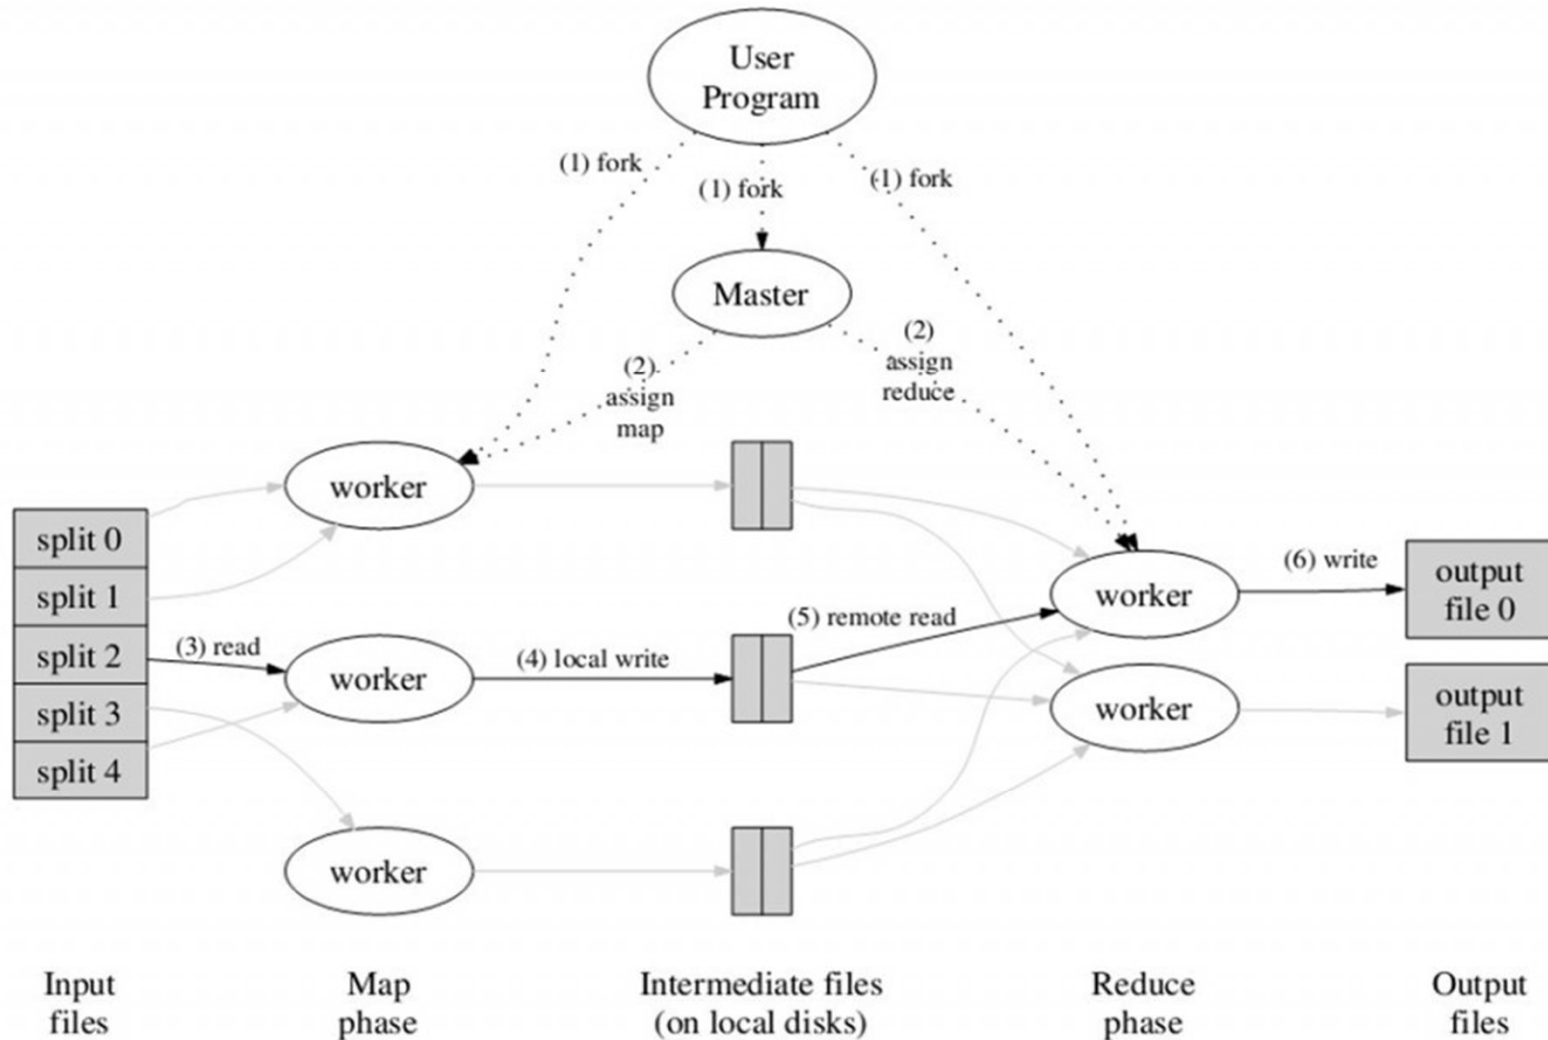 User
Program
(1) fork
(1) fork
(1) fork
Master
(2)
assign
map
(2)
assign
reduce
worker
split 0
split 1
split 2
split 3
split 4
(3) read
worker
(4) local write
(5) remote read
worker
(6) write
output
file 0
worker
output
file 1
worker
Input
files
Map
phase
Intermediate files
(on local disks)
Reduce
phase
Output
files